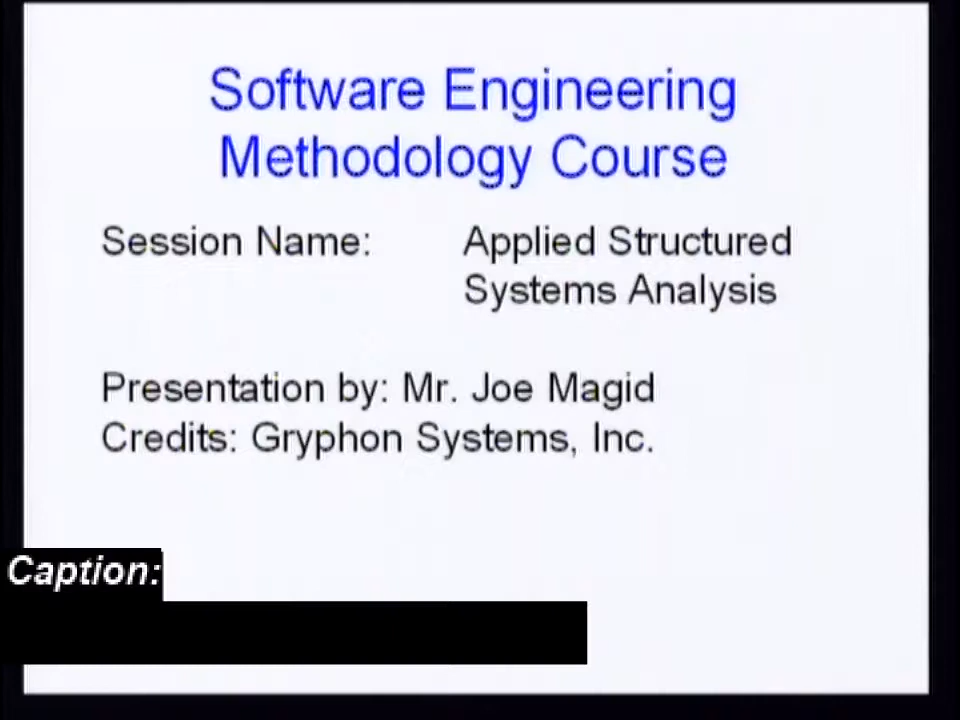 Software Engineering
Methodology Course
Session Name: Applied Structured
Systems Analysis
Presentation by: Mr. Joe Magid
Credits: Gryphon Systems, Inc.
Caption: